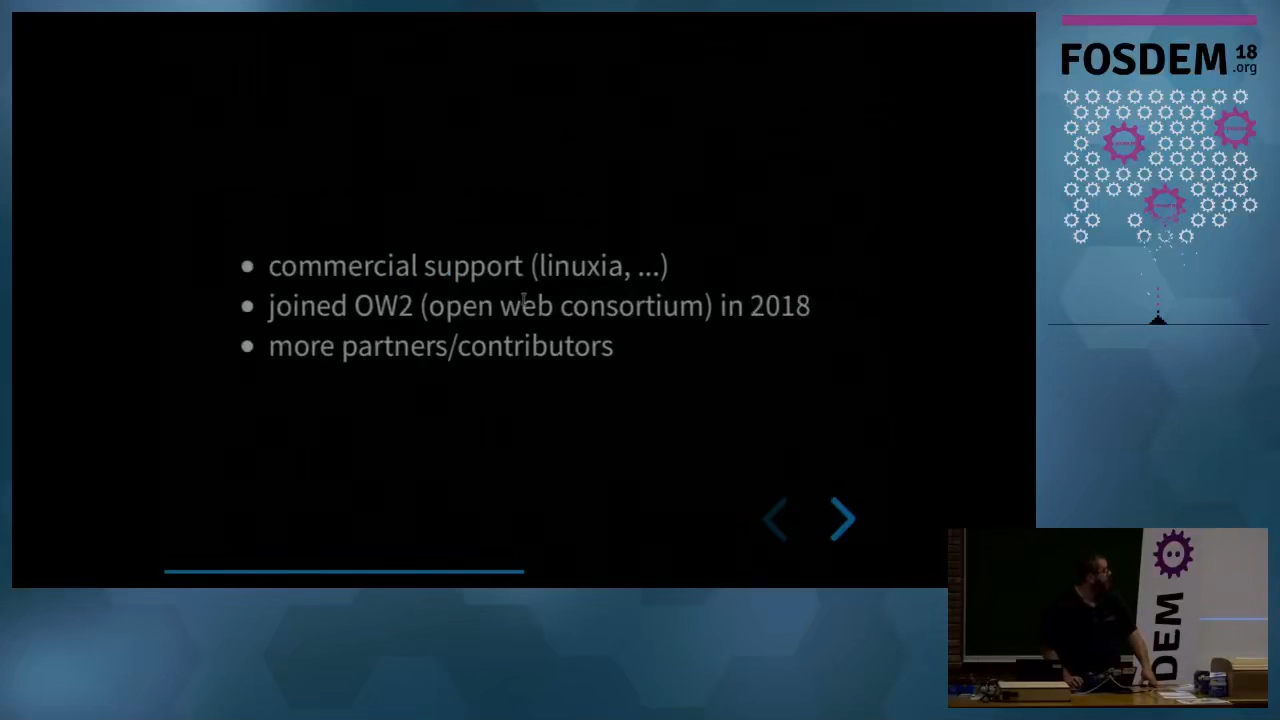 commercial support (linuxia, ...)
joined OW2 (open web consortium) in 2018
more partners/contributors
FOSDEM 18
.org
DEM